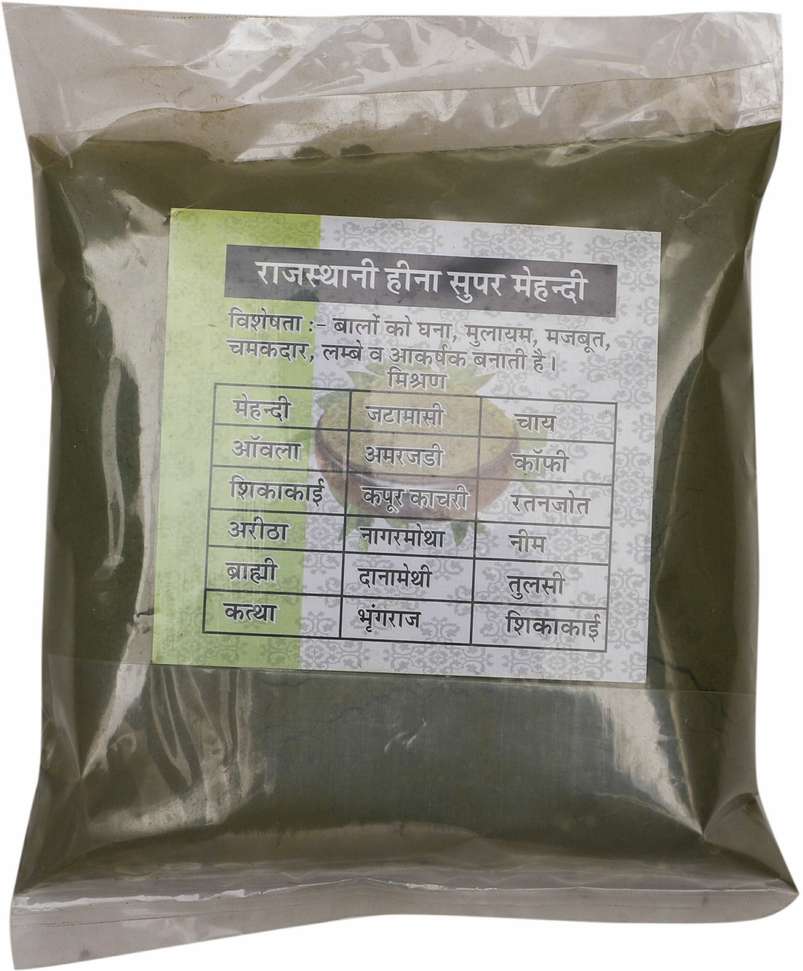 राजस्थानी हीना सुपर मेहन्दी
विशेषता :- बालों को घना, मुलायम, मजबूत,
चमकदार, लम्बे व आकर्षक बनाती है।
मिश्रण
मेहन्दी जटामासी चाय
ऑवला अमरजडी कॉफी
शिकाकाई कपूर काचरी रतनजोत
अरीठा नागरमोथा नीम
ब्राह्मी दानामेथी तुलसी
कत्था भृंगराज शिकाकाई